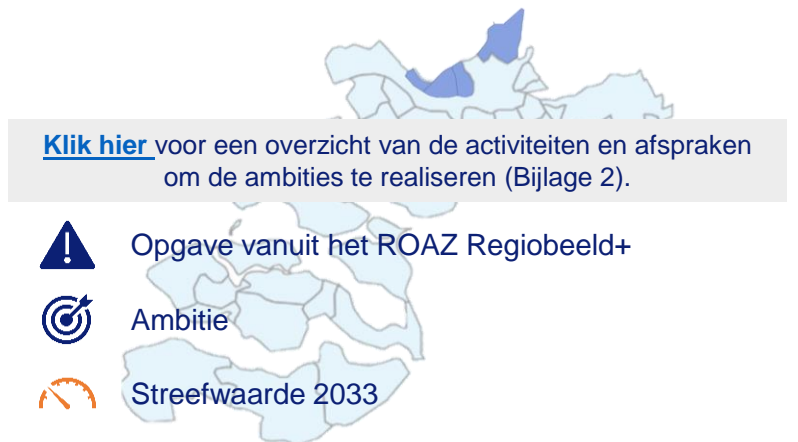 Klik hier voor een overzicht van de activiteiten en afspraken
om de ambities te realiseren (Bijlage 2).
Opgave vanuit het ROAZ Regiobeeld+
Ambitie
Streefwaarde 2033